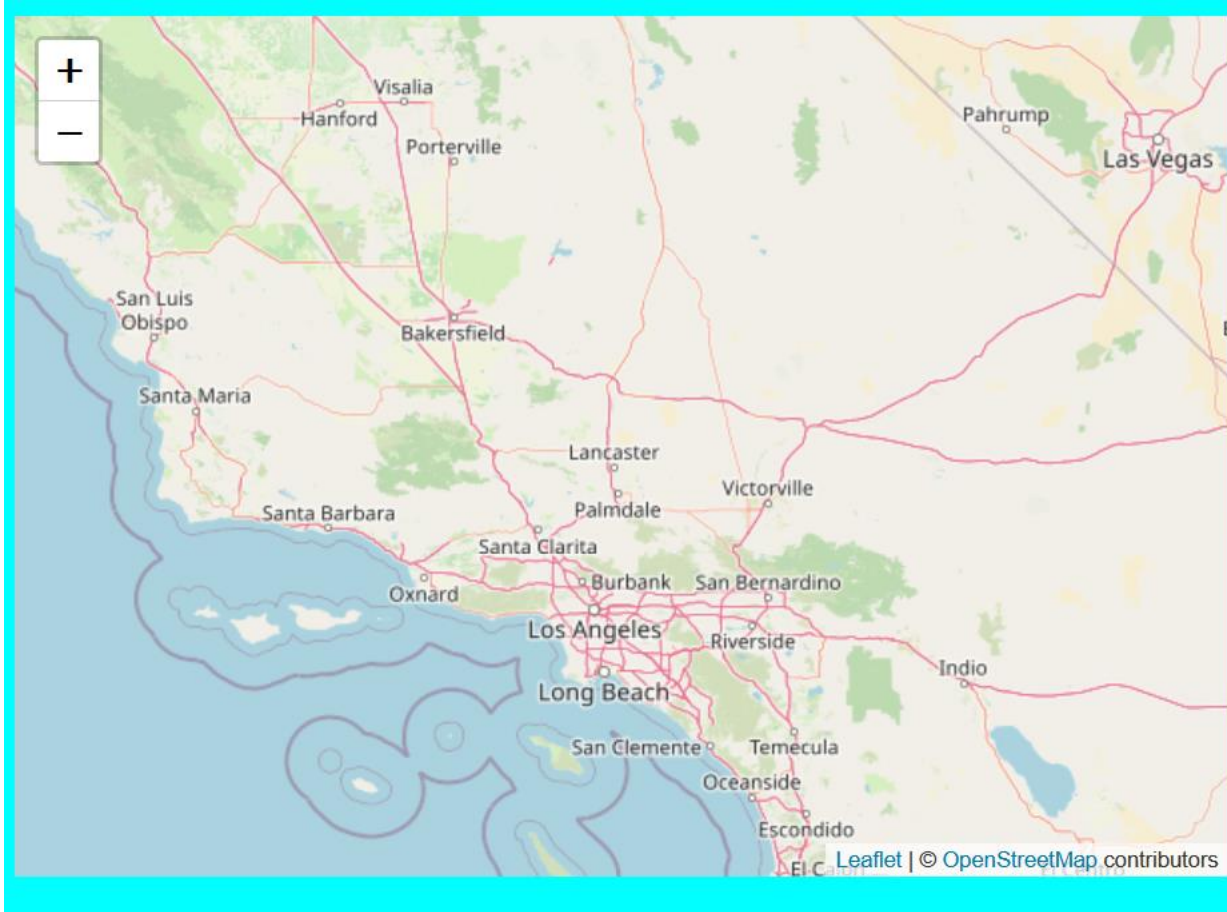 +
−
Visalia
Hanford
Porterville
Pahrump
Las Vegas
San Luis
Obispo
Bakersfield
Santa Maria
Lancaster
Victorville
Santa Barbara
Palmdale
Santa Clarita
Burbank
San Bernardino
Oxnard
Los Angeles
Riverside
Indio
Long Beach
San Clemente
Temecula
Oceanside
Escondido
Leaflet | © OpenStreetMap contributors